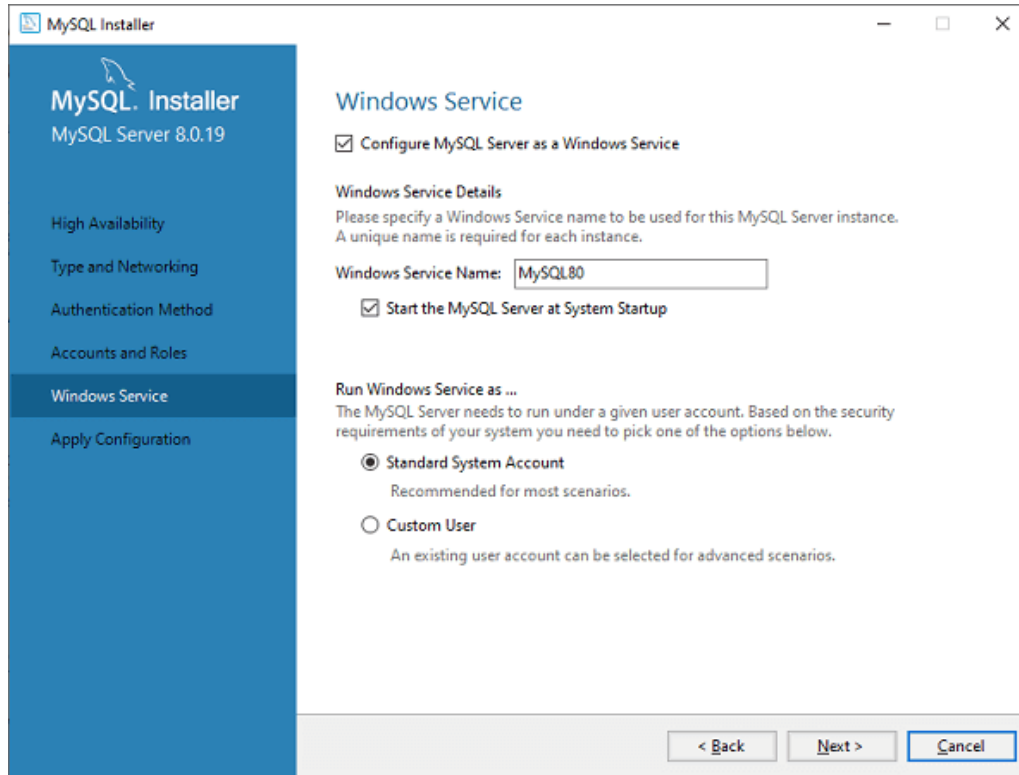 MySQL Installer
MySQL. Installer
MySQL Server 8.0.19
High Availability
Type and Networking
Authentication Method
Accounts and Roles
Windows Service
Apply Configuration
Windows Service
Configure MySQL Server as a Windows Service
Windows Service Details
Please specify a Windows Service name to be used for this MySQL Server instance.
A unique name is required for each instance.
Windows Service Name: MySQL80
Start the MySQL Server at System Startup
Run Windows Service as ...
The MySQL Server needs to run under a given user account. Based on the security
requirements of your system you need to pick one of the options below.
Standard System Account
Recommended for most scenarios.
Custom User
An existing user account can be selected for advanced scenarios.
< Back Next > Cancel